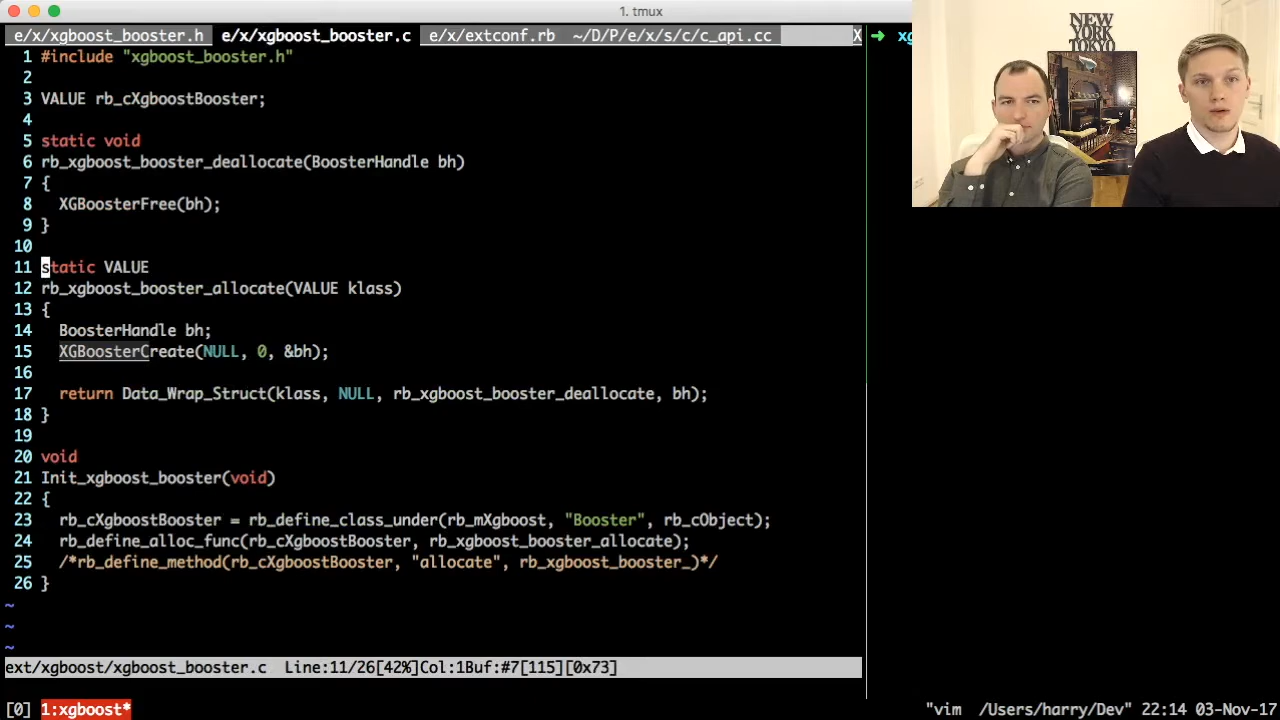 1. tmux
e/x/xgboost_booster.h e/x/xgboost_booster.c e/x/extconf.rb ~/D/P/e/x/s/c/c_api.cc X → xg
1 #include "xgboost_booster.h"
2
3 VALUE rb_cXgboostBooster;
4
5 static void
6 rb_xgboost_booster_deallocate(BoosterHandle bh)
7 {
8 XGBoosterFree(bh);
9 }
10
11 static VALUE
12 rb_xgboost_booster_allocate(VALUE klass)
13 {
14 BoosterHandle bh;
15 XGBoosterCreate(NULL, 0, &bh);
16
17 return Data_Wrap_Struct(klass, NULL, rb_xgboost_booster_deallocate, bh);
18 }
19
20 void
21 Init_xgboost_booster(void)
22 {
23 rb_cXgboostBooster = rb_define_class_under(rb_mXgboost, "Booster", rb_cObject);
24 rb_define_alloc_func(rb_cXgboostBooster, rb_xgboost_booster_allocate);
25 /*rb_define_method(rb_cXgboostBooster, "allocate", rb_xgboost_booster_)*/
26 }
~
~
~
ext/xgboost/xgboost_booster.c Line:11/26[42%]Col:1Buf:#7[115][0x73]
[0] 1:xgboost* "vim /Users/harry/Dev" 22:14 03-Nov-17
NEW
YORK
TOKYO